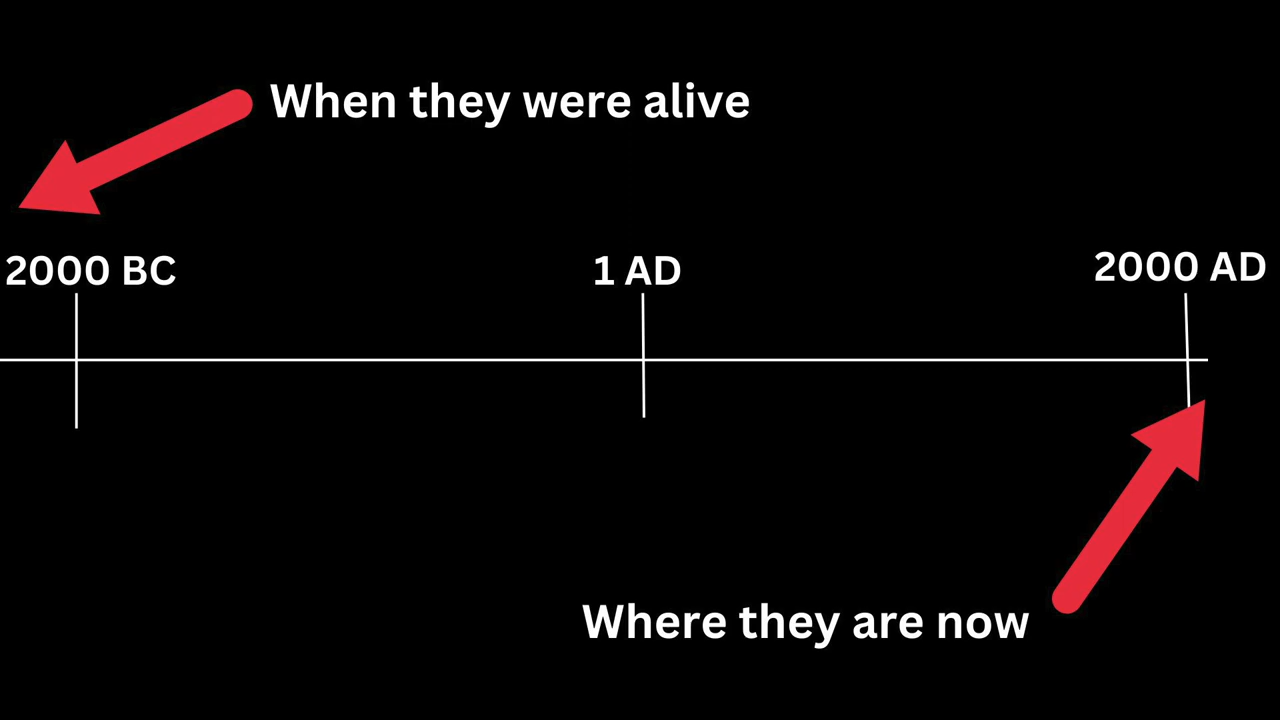 When they were alive
2000 BC
1 AD
2000 AD
Where they are now